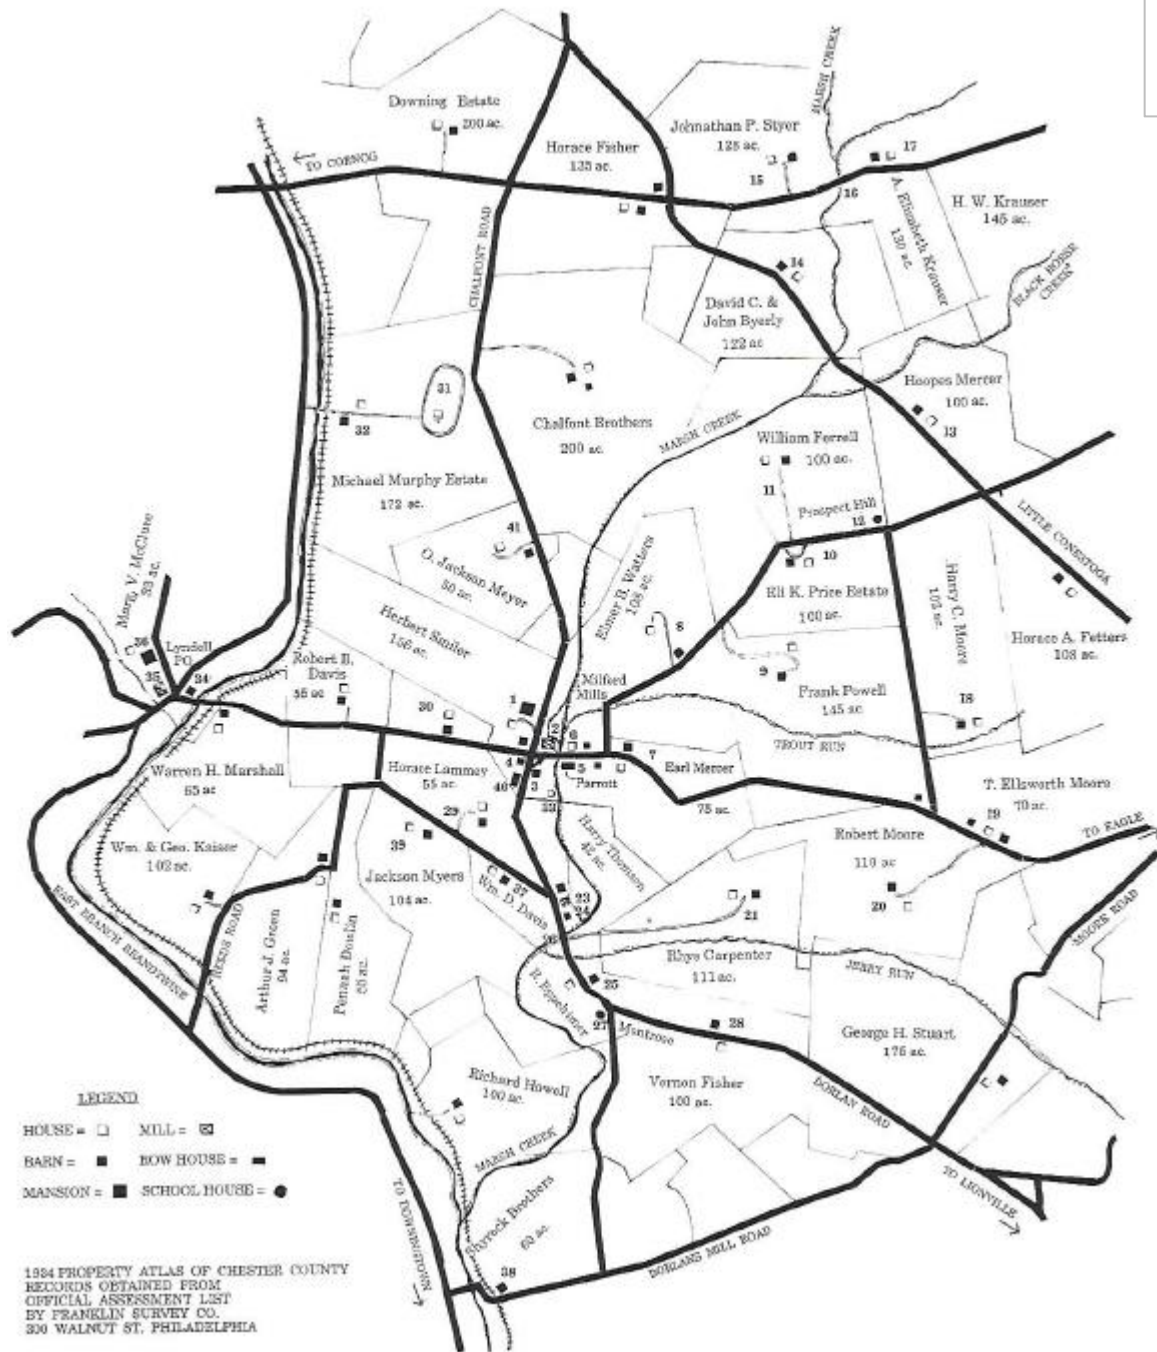 MARSH CREEK
Downing Estate
200 ac.
Johnathan P. Styer
128 ac.
Horace Fisher
135 ac.
17
← TO CORNOG
15
16
A. Elizabeth Krauser
130 ac.
H. W. Krauser
145 ac.
CHALFONT ROAD
14
BLACK HORSE
CREEK
David C. &
John Byerly
122 ac
31
Hoopes Mercer
100 ac.
13
32
Chalfont Brothers
200 ac.
MARSH CREEK
William Ferrell
100 ac.
11
Michael Murphy Estate
172 ac.
Prospect Hill
12
LITTLE CONESTOGA
41
10
Mary V. McClure
33 ac.
O. Jackson Meyer
50 ac.
Elmer B. Watters
108 ac.
Eli K. Price Estate
100 ac.
Harry C. Moore
102 ac.
Herbert Smiler
156 ac.
8
Horace A. Fetters
108 ac.
36
Lyndell
PO.
35
34
Robert B.
Davis
56 ac
9
Milford
Mills
Frank Powell
145 ac.
1
30
18
2
6
TROUT RUN
4
5
7
Warren H. Marshall
65 ac
Horace Lammey
55 ac.
40
3
Parrott
Earl Mercer
75 ac.
33
T. Ellsworth Moore
70 ac.
29
19
TO EAGLE
39
Harry Thomson
42 ac.
Robert Moore
110 ac
Wm. & Geo. Kaiser
102 ac.
Jackson Myers
104 ac.
37
Wm. D. Davis
23
24
21
20
MOORE ROAD
EAST BRANCH BRANDYWINE
REEDS ROAD
Arthur J. Green
94 ac.
Penaah Dowlin
55 ac.
26
Rhys Carpenter
111 ac.
JERRY RUN
25
R. Eppehimer
27
Montrose
28
George H. Stuart
176 ac.
Richard Howell
100 ac.
Vernon Fisher
100 ac.
DORLAN ROAD
LEGEND
HOUSE = MILL =
BARN = ROW HOUSE =
MANSION = SCHOOL HOUSE =
MARSH CREEK
TO LIONVILLE
→
TO DOWNINGTOWN
→
Shyrock Brothers
60 ac.
DORLANS MILL ROAD
38
1934 PROPERTY ATLAS OF CHESTER COUNTY
RECORDS OBTAINED FROM
OFFICIAL ASSESSMENT LIST
BY FRANKLIN SURVEY CO.
300 WALNUT ST. PHILADELPHIA